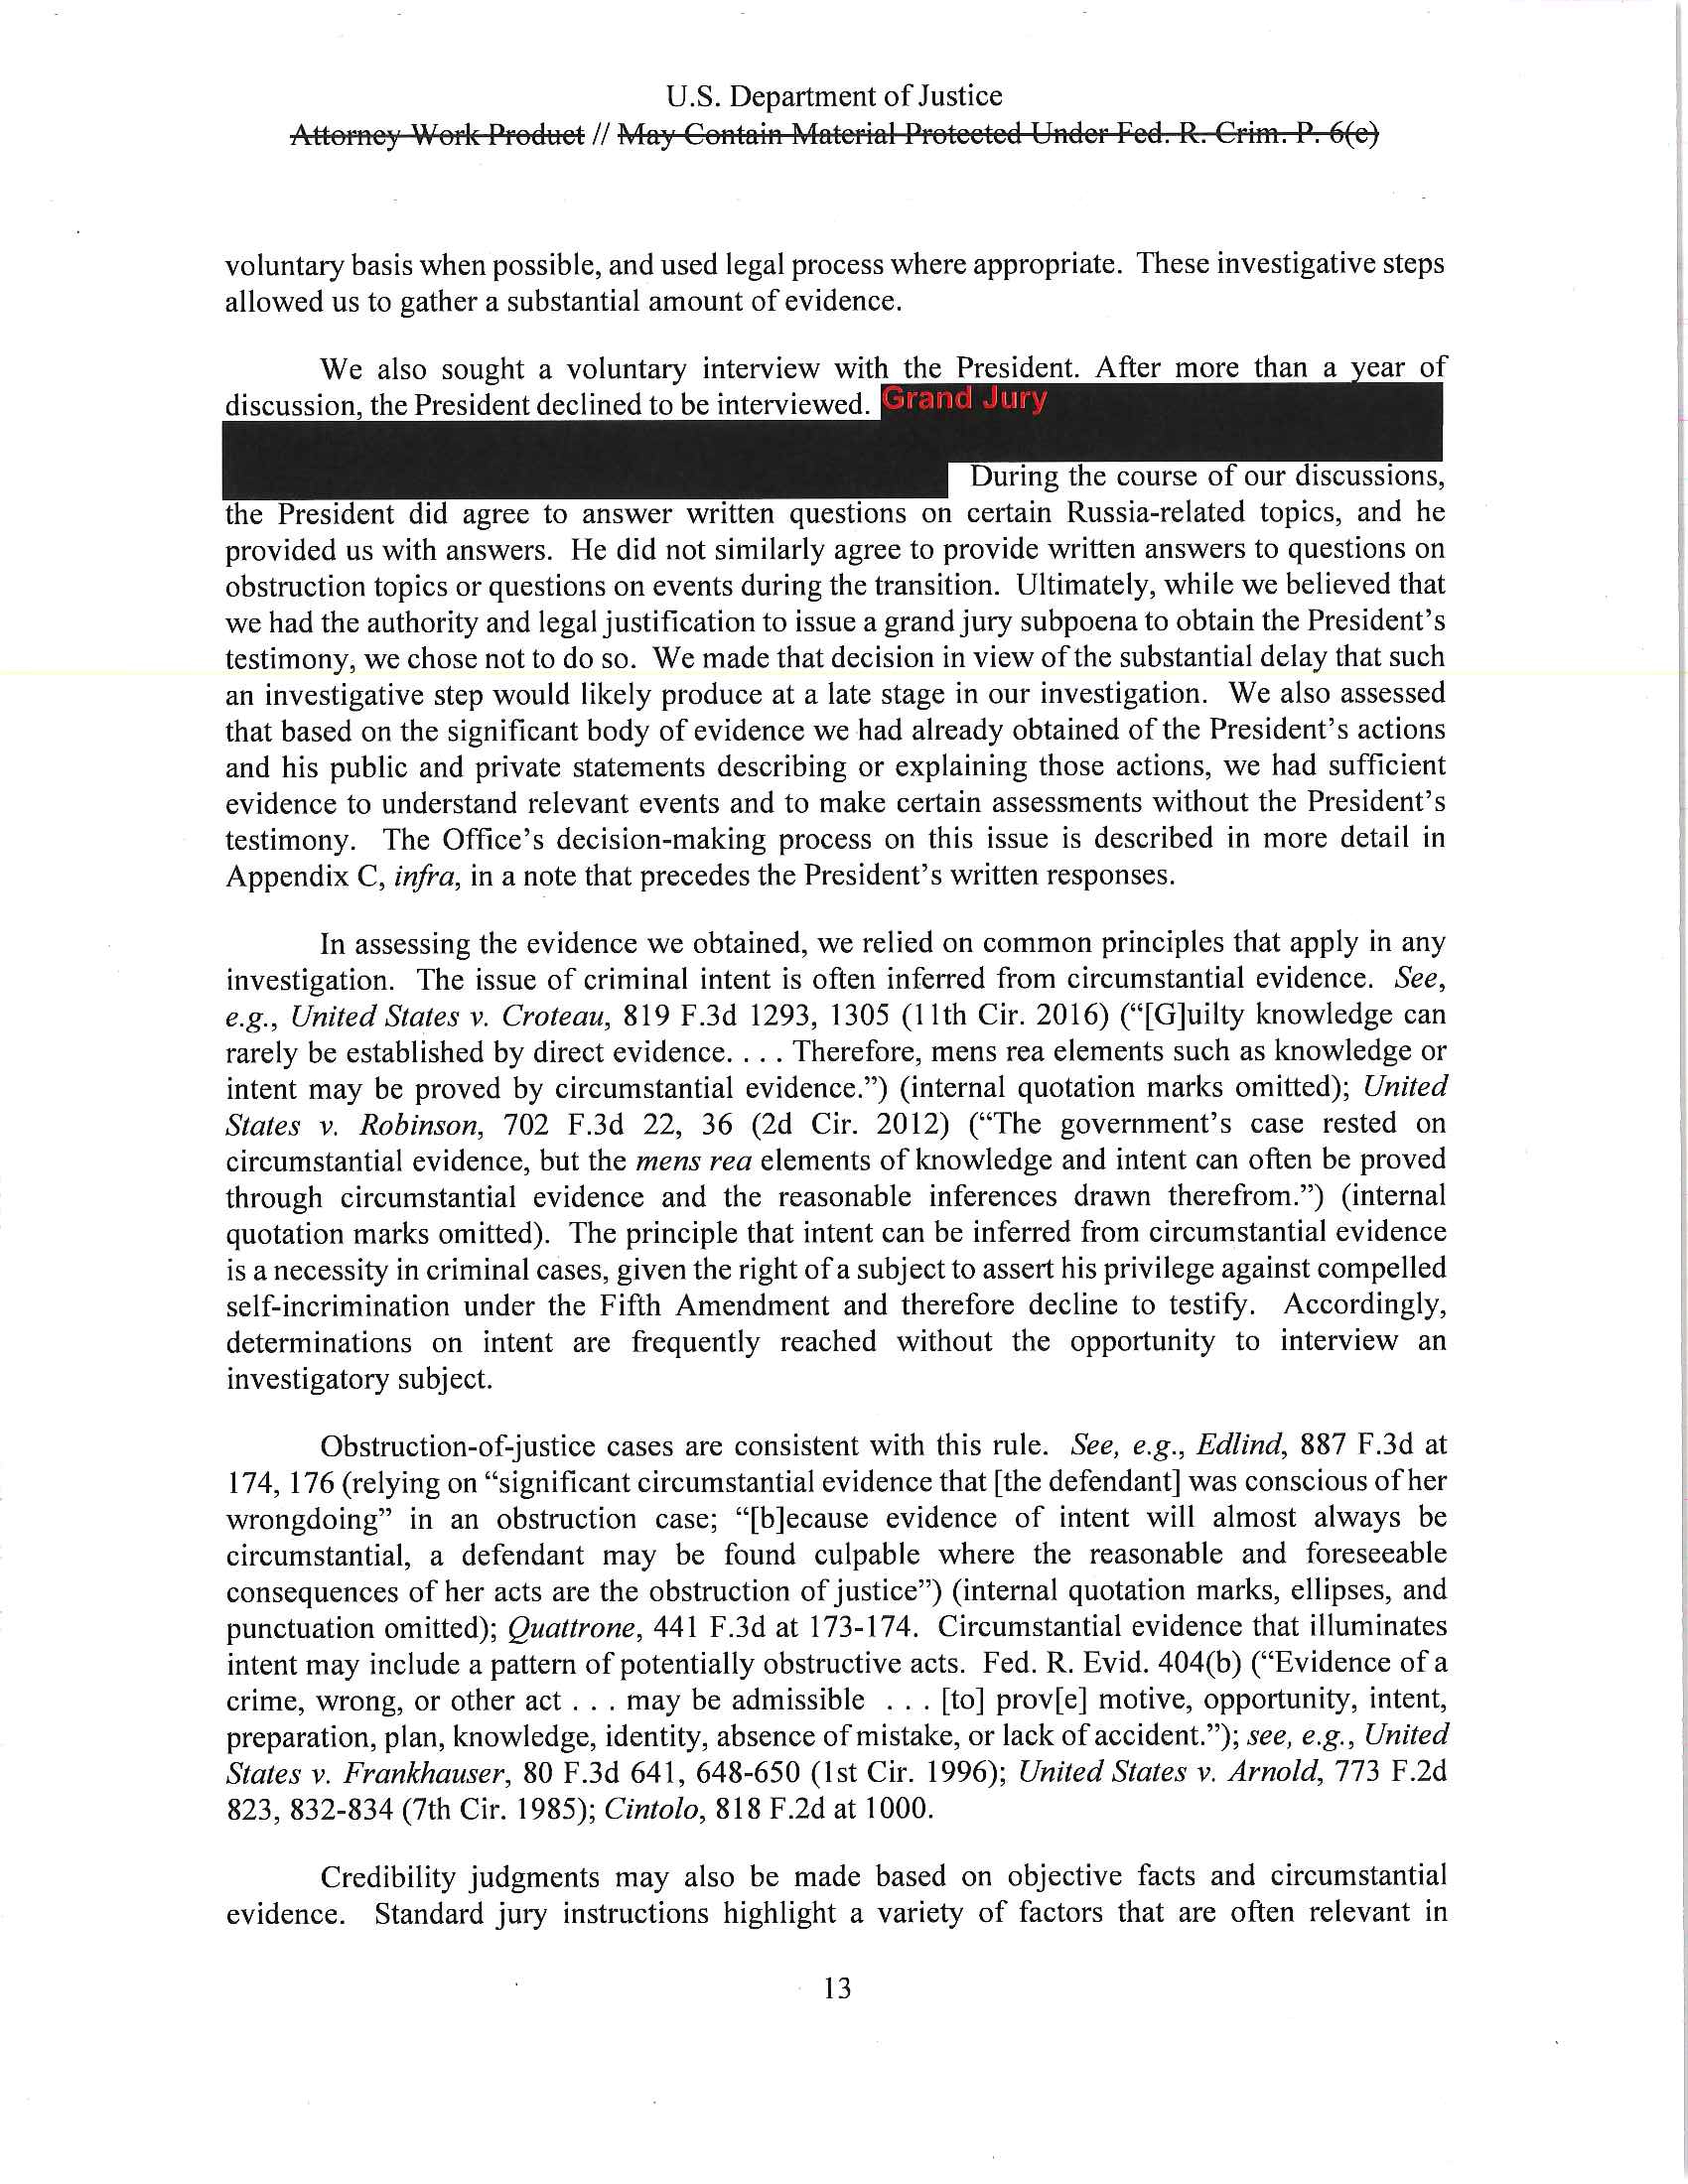 U.S. Department of Justice
Attorney Work Product // May Contain Material Protected Under Fed. R. Crim. P. 6(e)
voluntary basis when possible, and used legal process where appropriate. These investigative steps
allowed us to gather a substantial amount of evidence.
We also sought a voluntary interview with the President. After more than a year of
discussion, the President declined to be interviewed. Grand Jury
During the course of our discussions,
the President did agree to answer written questions on certain Russia-related topics, and he
provided us with answers. He did not similarly agree to provide written answers to questions on
obstruction topics or questions on events during the transition. Ultimately, while we believed that
we had the authority and legal justification to issue a grand jury subpoena to obtain the President's
testimony, we chose not to do so. We made that decision in view of the substantial delay that such
an investigative step would likely produce at a late stage in our investigation. We also assessed
that based on the significant body of evidence we had already obtained of the President's actions
and his public and private statements describing or explaining those actions, we had sufficient
evidence to understand relevant events and to make certain assessments without the President's
testimony. The Office's decision-making process on this issue is described in more detail in
Appendix C, infra, in a note that precedes the President's written responses.
In assessing the evidence we obtained, we relied on common principles that apply in any
investigation. The issue of criminal intent is often inferred from circumstantial evidence. See,
e.g., United States v. Croteau, 819 F.3d 1293, 1305 (11th Cir. 2016) (“[G]uilty knowledge can
rarely be established by direct evidence. . . . Therefore, mens rea elements such as knowledge or
intent may be proved by circumstantial evidence.”) (internal quotation marks omitted); United
States v. Robinson, 702 F.3d 22, 36 (2d Cir. 2012) (“The government's case rested on
circumstantial evidence, but the mens rea elements of knowledge and intent can often be proved
through circumstantial evidence and the reasonable inferences drawn therefrom.”) (internal
quotation marks omitted). The principle that intent can be inferred from circumstantial evidence
is a necessity in criminal cases, given the right of a subject to assert his privilege against compelled
self-incrimination under the Fifth Amendment and therefore decline to testify. Accordingly,
determinations on intent are frequently reached without the opportunity to interview an
investigatory subject.
Obstruction-of-justice cases are consistent with this rule. See, e.g., Edlind, 887 F.3d at
174, 176 (relying on “significant circumstantial evidence that [the defendant] was conscious of her
wrongdoing” in an obstruction case; “[b]ecause evidence of intent will almost always be
circumstantial, a defendant may be found culpable where the reasonable and foreseeable
consequences of her acts are the obstruction of justice”) (internal quotation marks, ellipses, and
punctuation omitted); Quattrone, 441 F.3d at 173-174. Circumstantial evidence that illuminates
intent may include a pattern of potentially obstructive acts. Fed. R. Evid. 404(b) (“Evidence of a
crime, wrong, or other act . . . may be admissible . . . [to] prov[e] motive, opportunity, intent,
preparation, plan, knowledge, identity, absence of mistake, or lack of accident.”); see, e.g., United
States v. Frankhauser, 80 F.3d 641, 648-650 (1st Cir. 1996); United States v. Arnold, 773 F.2d
823, 832-834 (7th Cir. 1985); Cintolo, 818 F.2d at 1000.
Credibility judgments may also be made based on objective facts and circumstantial
evidence. Standard jury instructions highlight a variety of factors that are often relevant in
13